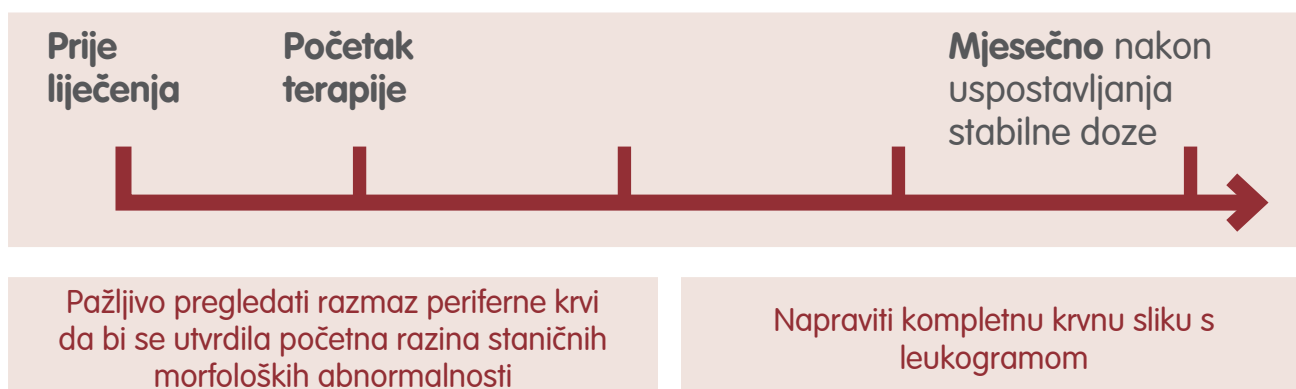 Prije
liječenja
Početak
terapije
Mjesečno nakon
uspostavljanja
stabilne doze
Pažljivo pregledati razmaz periferne krvi
da bi se utvrdila početna razina staničnih
morfoloških abnormalnosti
Napraviti kompletnu krvnu sliku s
leukogramom